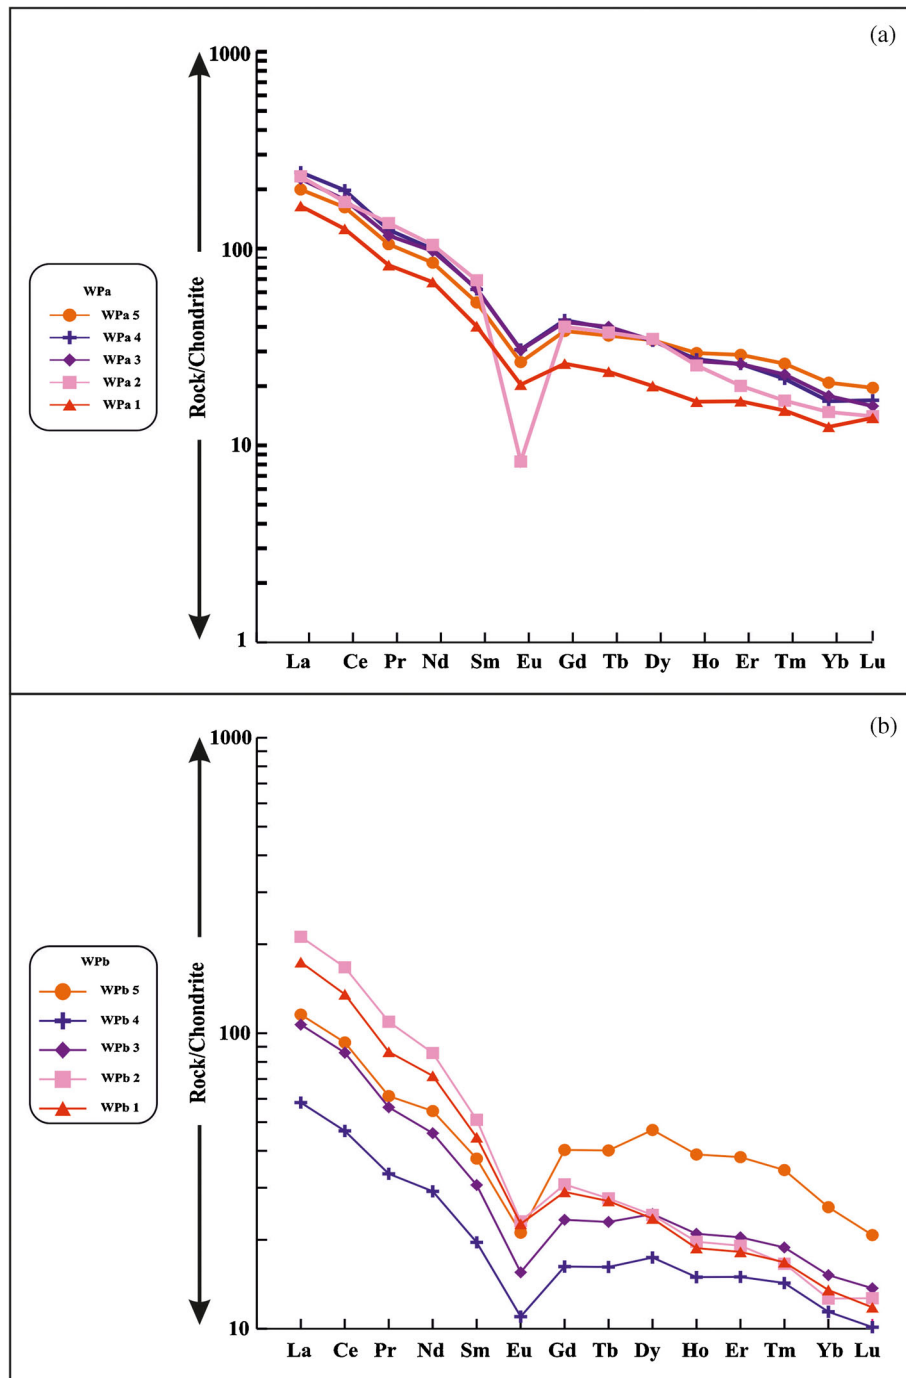 (a)
1000
100
10
1
Rock/Chondrite
WPa
WPa 5
WPa 4
WPa 3
WPa 2
WPa 1
La Ce Pr Nd Sm Eu Gd Tb Dy Ho Er Tm Yb Lu
(b)
1000
100
10
Rock/Chondrite
WPb
WPb 5
WPb 4
WPb 3
WPb 2
WPb 1
La Ce Pr Nd Sm Eu Gd Tb Dy Ho Er Tm Yb Lu